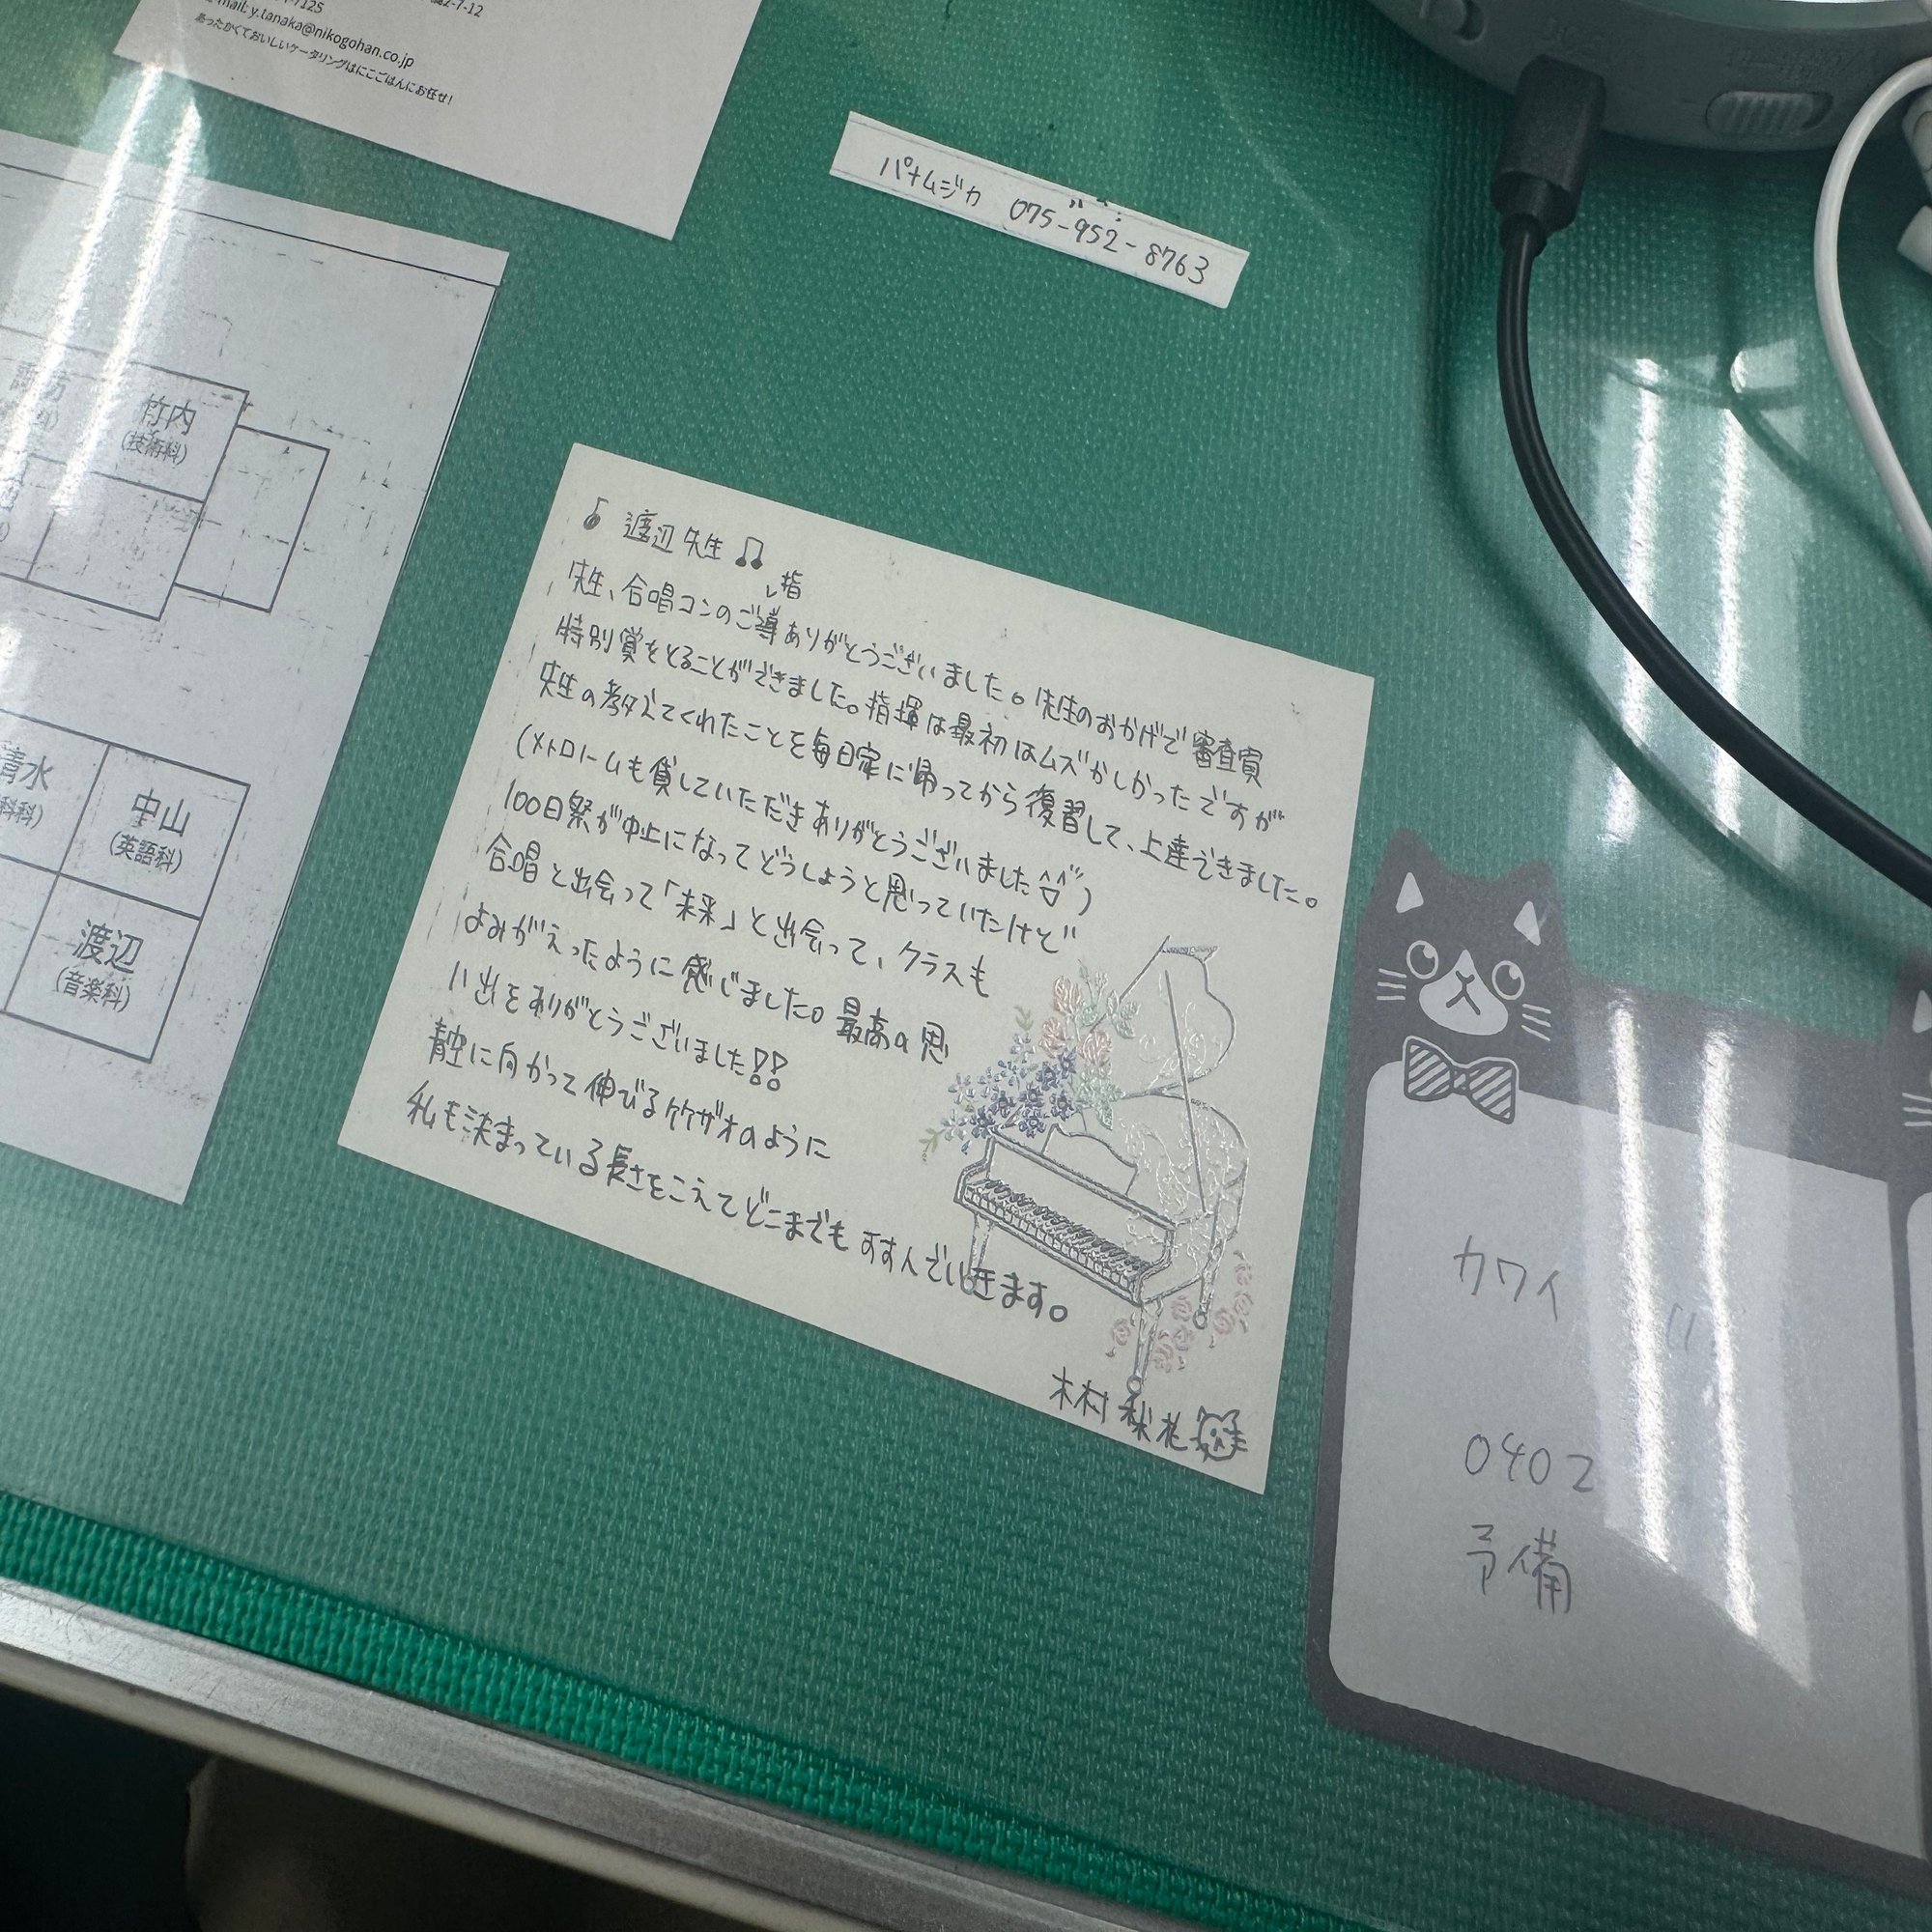 7125
2-7-12
mail: y.tanaka@nikogohan.co.jp
あったかくておいしいケータリングはにこごはんにお任せ!
パナムジカ 075-952-8763
竹内
(技術科)
清水
中山
(英語科)
渡辺
(音楽科)
渡辺先生
指
先生、合唱コンのご導ありがとうございました。先生のおかげで審査員
特別賞をとることができました。指揮は最初はムズかしかったですが
先生の教えてくれたことを毎日家に帰ってから復習して、上達できました。
(メトロノームも貸していただきありがとうございました)
100日祭が中止になってどうしようと思っていたけど
合唱と出会って「未来」と出会って、クラスも
よみがえったように感じました。最高の思
い出をありがとうございました!!
青空に向かって伸びる竹ザオのように
私も決まっている長さをこえてどこまでもすすんでいきます。
木村 梨花
カワイ
0402
予備